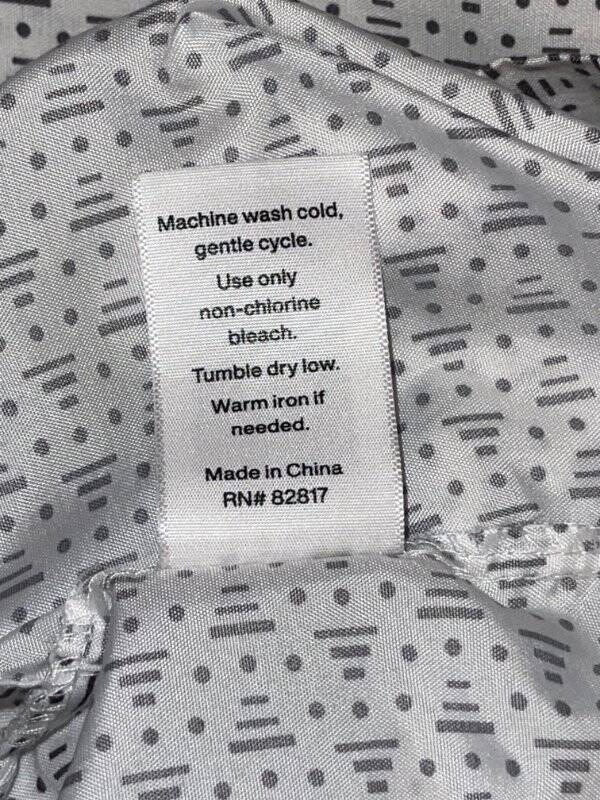 Machine wash cold,
gentle cycle.
Use only
non-chlorine
bleach.
Tumble dry low.
Warm iron if
needed.
Made in China
RN# 82817